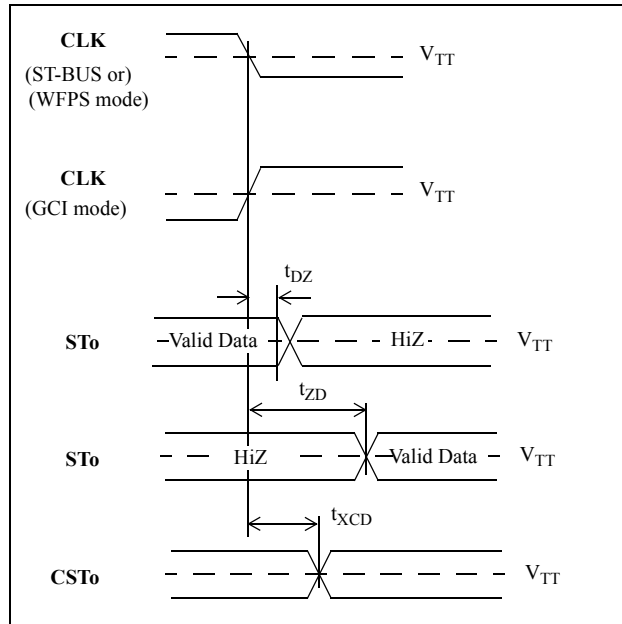 CLK
V_TT
(ST-BUS or)
(WFPS mode)
CLK
V_TT
(GCI mode)
t_DZ
STo
Valid Data
HiZ
V_TT
t_ZD
STo
HiZ
Valid Data
V_TT
t_XCD
CSTo
V_TT